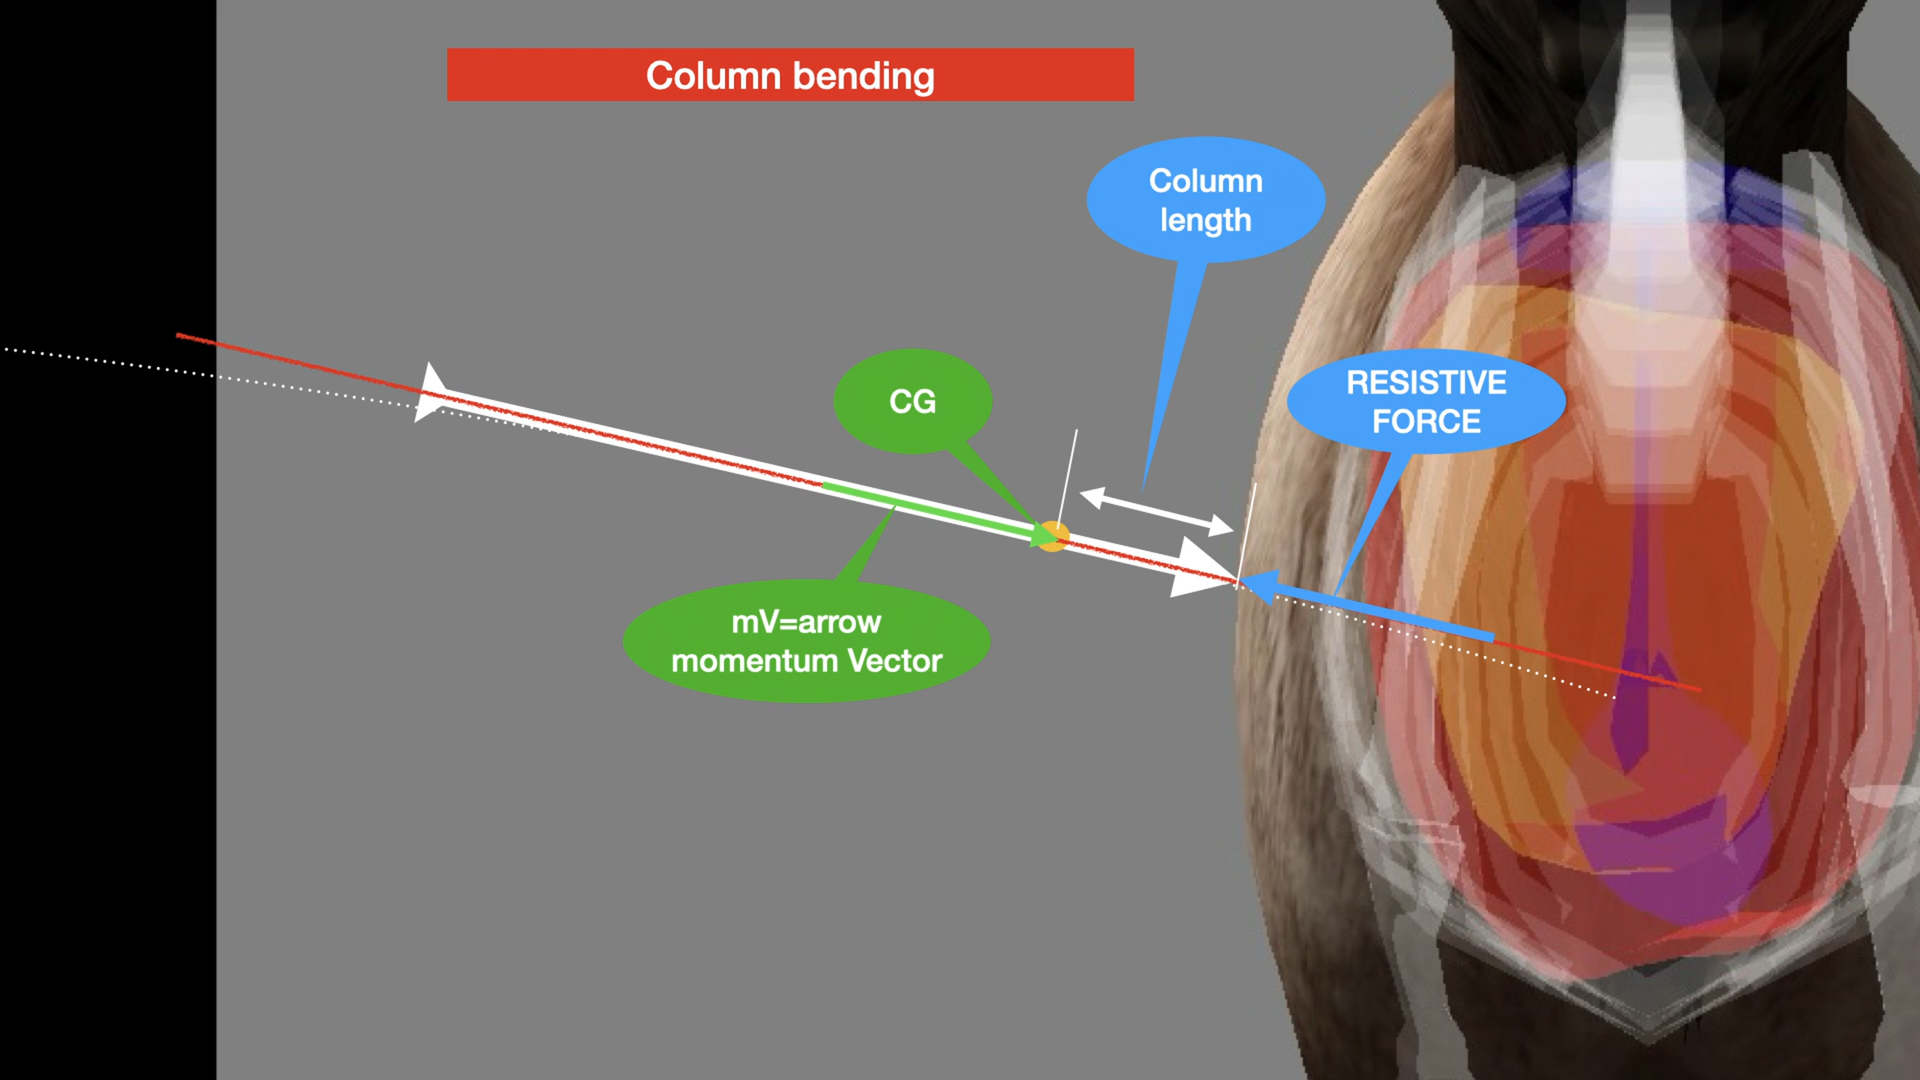 Column bending
Column
length
CG
RESISTIVE
FORCE
mV=arrow
momentum Vector